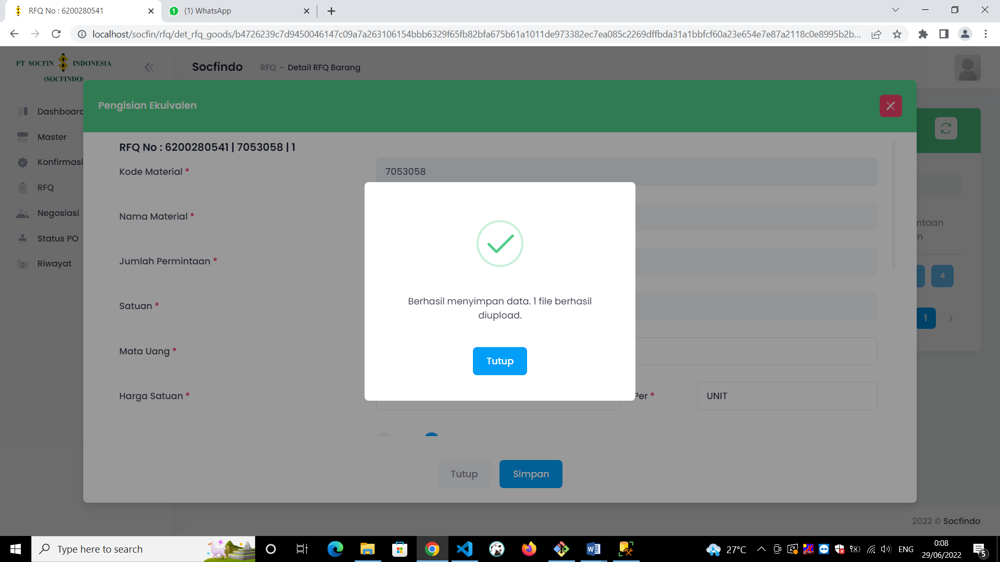 RFQ No : 6200280541
(1) WhatsApp
localhost/socfin/rfq/det_rfq_goods/b4726239c7d9450046147c09a7a263106154bbb6329f65fb82bfa675b61a1011de973382ec7ea085c2269dffbda31a1bbfcf60a23e654e7e87a2118c0e8995b2b...
PT SOCFIN INDONESIA
(SOCFINDO)
Socfindo
RFQ - Detail RFQ Barang
Dashboard
Master
Konfirmasi
RFQ
Negosiasi
Status PO
Riwayat
Pengisian Ekuivalen
RFQ No : 6200280541 | 7053058 | 1
Kode Material *
7053058
Nama Material *
Jumlah Permintaan *
Satuan *
Mata Uang *
Harga Satuan *
Per *
UNIT
Berhasil menyimpan data. 1 file berhasil
diupload.
Tutup
Tutup
Simpan
ntaan
n
4
1
2022 © Socfindo
Type here to search
27°C
ENG
0:08
29/06/2022
5